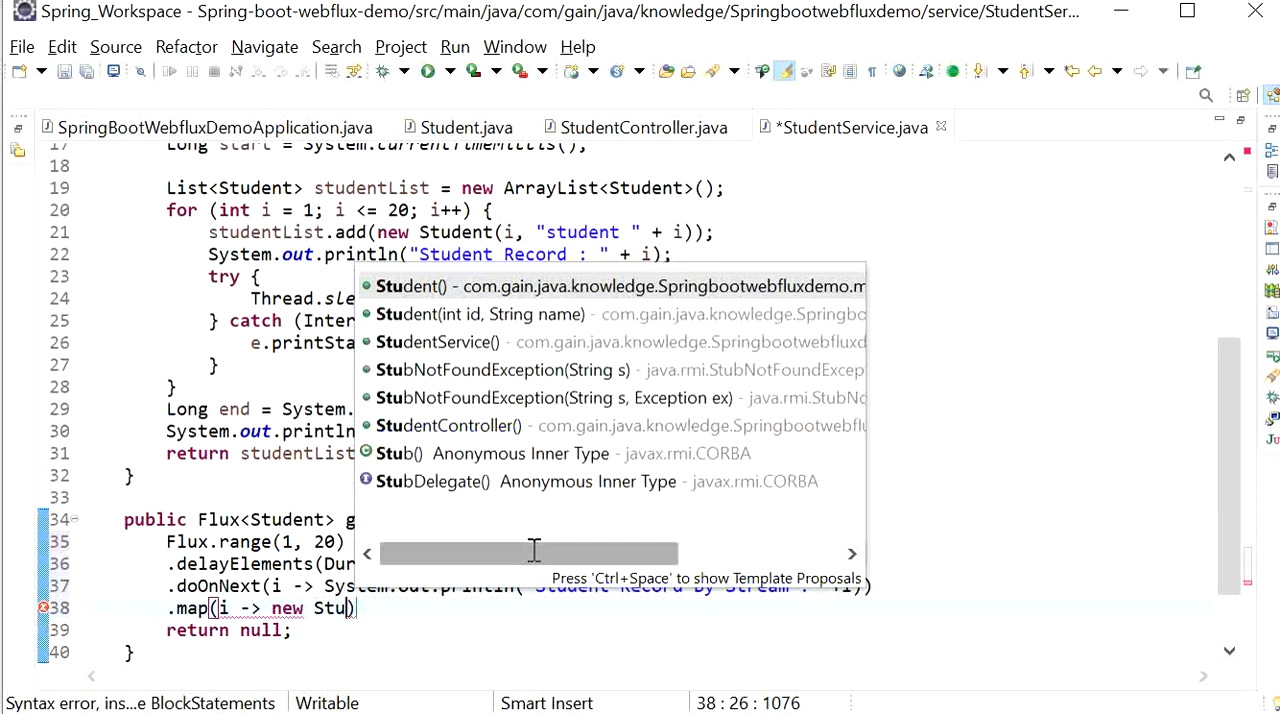 Spring_Workspace - Spring-boot-webflux-demo/src/main/java/com/gain/java/knowledge/Springbootwebfluxdemo/service/StudentSer...
File Edit Source Refactor Navigate Search Project Run Window Help
SpringBootWebfluxDemoApplication.java Student.java StudentController.java *StudentService.java
17 Long start = System.currentTimeMillis();
18
19 List<Student> studentList = new ArrayList<Student>();
20 for (int i = 1; i <= 20; i++) {
21 studentList.add(new Student(i, "student " + i));
22 System.out.println("Student Record : " + i);
23 try {
24 Thread.sle
25 } catch (Inter
26 e.printSta
27 }
28 }
29 Long end = System.
30 System.out.println
31 return studentList
32 }
33
34 public Flux<Student> g
35 Flux.range(1, 20)
36 .delayElements(Dur
37 .doOnNext(i -> System.out.println("Student Record By Stream : " +i))
38 .map(i -> new Stu)
39 return null;
40 }
Student() - com.gain.java.knowledge.Springbootwebfluxdemo.m
Student(int id, String name) - com.gain.java.knowledge.Springbo
StudentService() - com.gain.java.knowledge.Springbootwebfluxd
StubNotFoundException(String s) - java.rmi.StubNotFoundExcep
StubNotFoundException(String s, Exception ex) - java.rmi.StubNo
StudentController() - com.gain.java.knowledge.Springbootwebflu
Stub() Anonymous Inner Type - javax.rmi.CORBA
StubDelegate() Anonymous Inner Type - javax.rmi.CORBA
Press 'Ctrl+Space' to show Template Proposals
Syntax error, ins...e BlockStatements Writable Smart Insert 38 : 26 : 1076